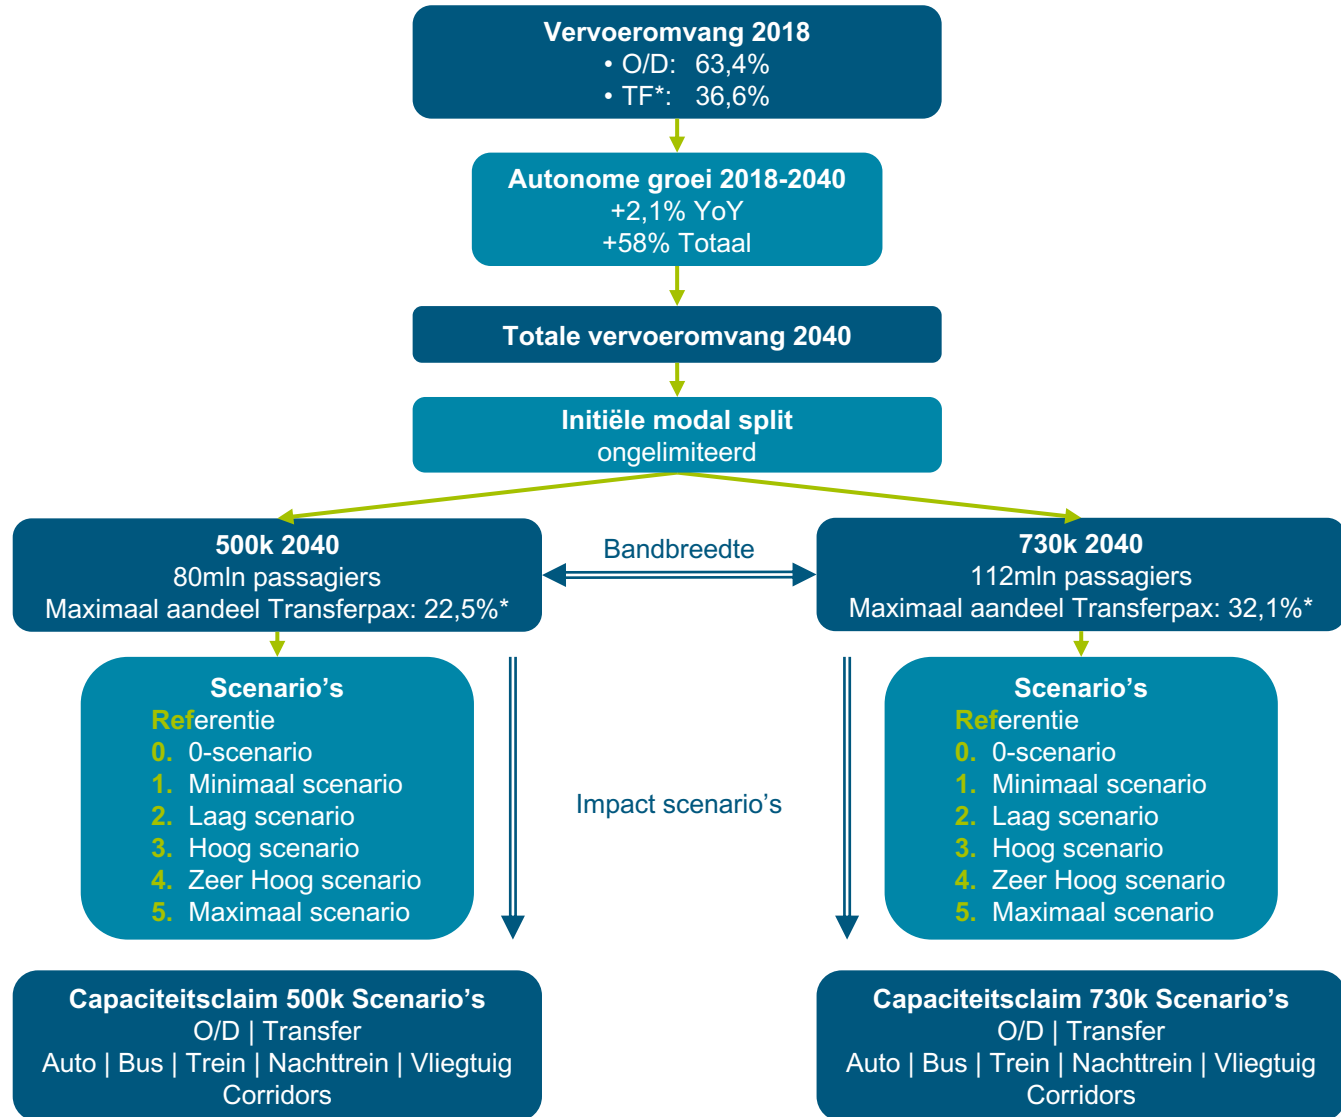 Vervoeromvang 2018
• O/D: 63,4%
• TF*: 36,6%
Autonome groei 2018-2040
+2,1% YoY
+58% Totaal
Totale vervoeromvang 2040
Initiële modal split
ongelimiteerd
500k 2040
80mln passagiers
Maximaal aandeel Transferpax: 22,5%*
Bandbreedte
730k 2040
112mln passagiers
Maximaal aandeel Transferpax: 32,1%*
Scenario’s
Referentie
0. 0-scenario
1. Minimaal scenario
2. Laag scenario
3. Hoog scenario
4. Zeer Hoog scenario
5. Maximaal scenario
Impact scenario’s
Scenario’s
Referentie
0. 0-scenario
1. Minimaal scenario
2. Laag scenario
3. Hoog scenario
4. Zeer Hoog scenario
5. Maximaal scenario
Capaciteitsclaim 500k Scenario’s
O/D | Transfer
Auto | Bus | Trein | Nachttrein | Vliegtuig
Corridors
Capaciteitsclaim 730k Scenario’s
O/D | Transfer
Auto | Bus | Trein | Nachttrein | Vliegtuig
Corridors